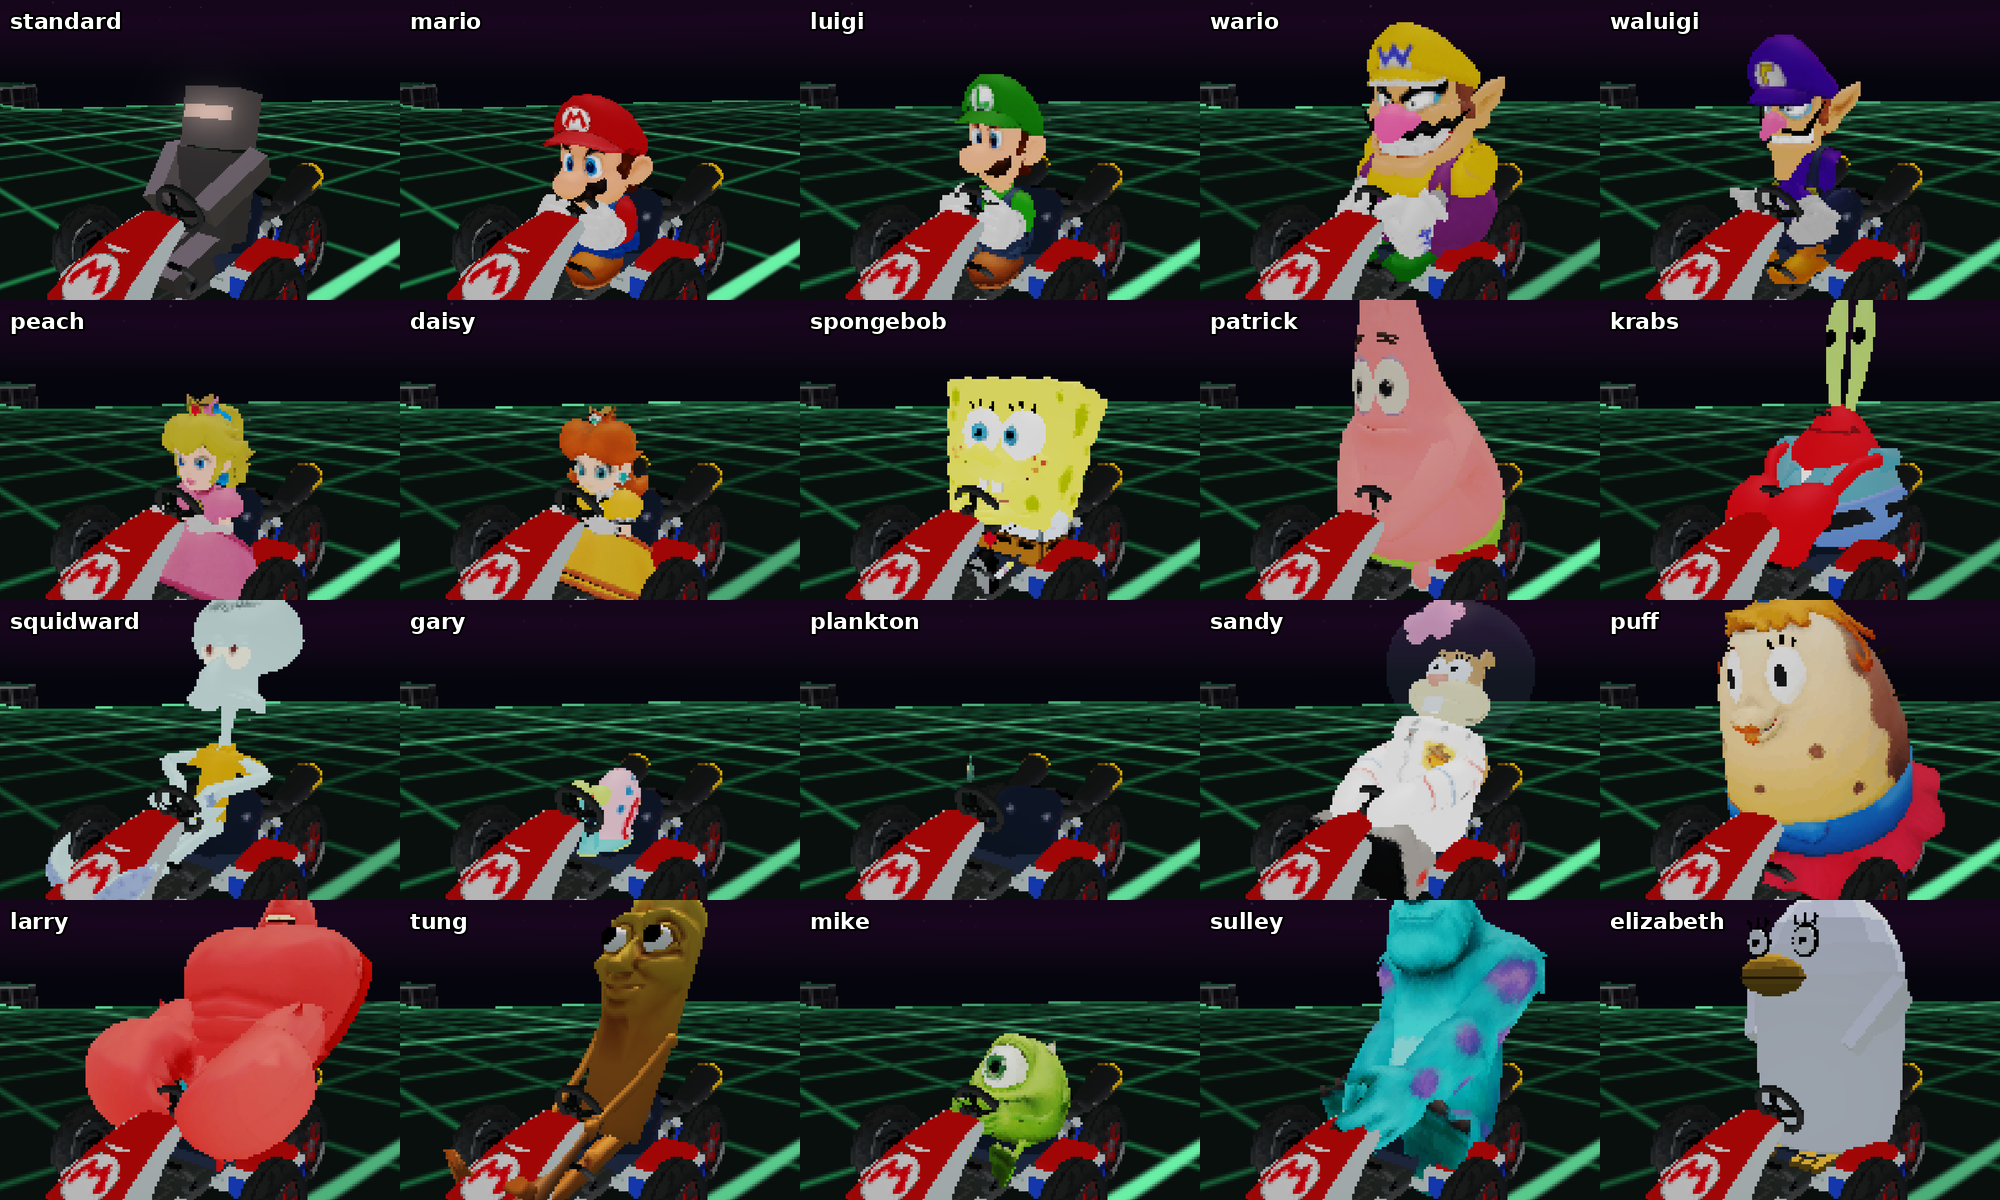 standard
mario
luigi
wario
waluigi
M
M
L
W
M
M
M
M
M
peach
daisy
spongebob
patrick
krabs
M
M
M
M
M
squidward
gary
plankton
sandy
puff
M
M
M
M
M
larry
tung
mike
sulley
elizabeth
M
M
M
M
M